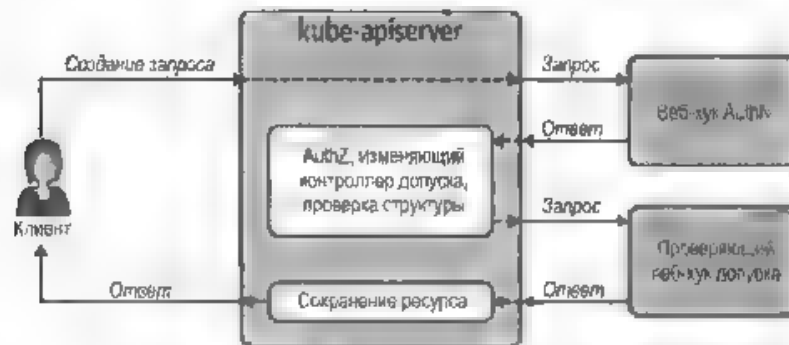 kube-apiserver
Создание запроса
Запрос
Веб-хук AuthN
Ответ
AuthZ, изменяющий
контроллер допуска,
проверка структуры
Запрос
Клиент
Проверяющий
веб-хук допуска
Ответ
Сохранение ресурса
Ответ